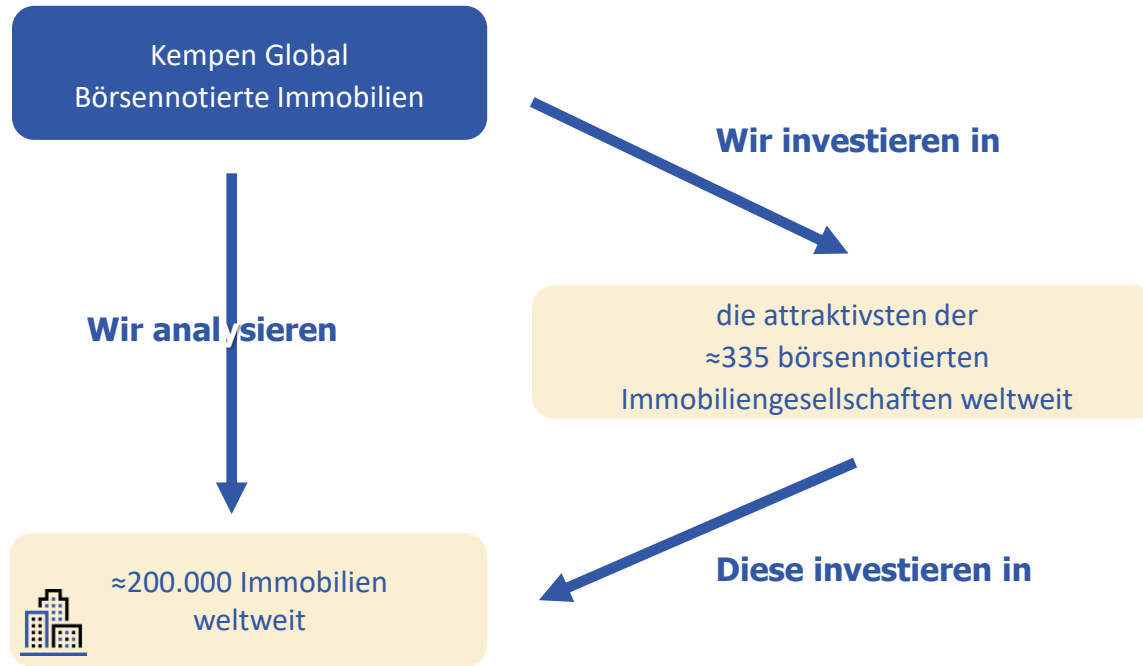 Kempen Global
Börsennotierte Immobilien
Wir investieren in
Wir analysieren
die attraktivsten der
≈335 börsennotierten
Immobiliengesellschaften weltweit
Diese investieren in
≈200.000 Immobilien
weltweit